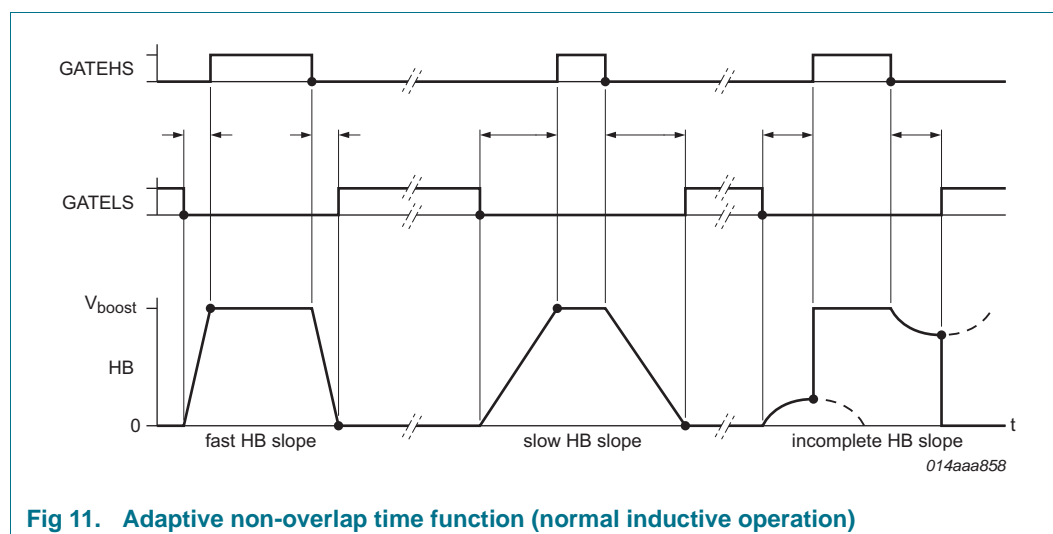 GATEHS
GATELS
Vboost
HB
0
t
fast HB slope
slow HB slope
incomplete HB slope
014aaa858
Fig 11. Adaptive non-overlap time function (normal inductive operation)